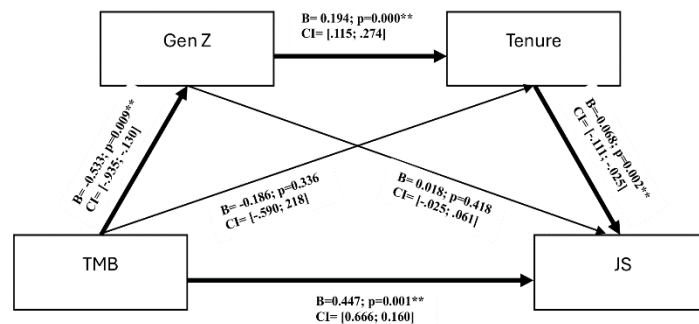 B= 0.194; p=0.000**
CI= [.115; .274]
Gen Z
Tenure
B= -0.533; p=0.009**
CI= [-.935; -.130]
B= -0.186; p=0.336
CI= [-.590; 218]
B= 0.018; p=0.418
CI= [-.025; .061]
B=-0.068; p=0.002**
CI= [-.111; -.025]
TMB
JS
B=0.447; p=0.001**
CI= [0.666; 0.160]